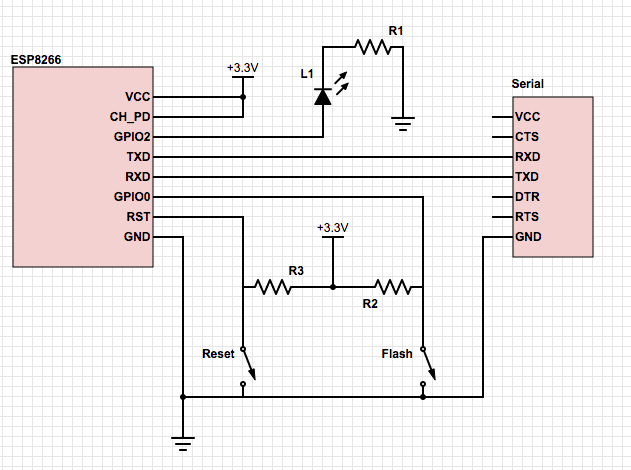 R1
ESP8266
+3.3V
L1
Serial
VCC
CH_PD
GPIO2
TXD
RXD
GPIO0
RST
GND
VCC
CTS
RXD
TXD
DTR
RTS
GND
+3.3V
R3
R2
Reset
Flash